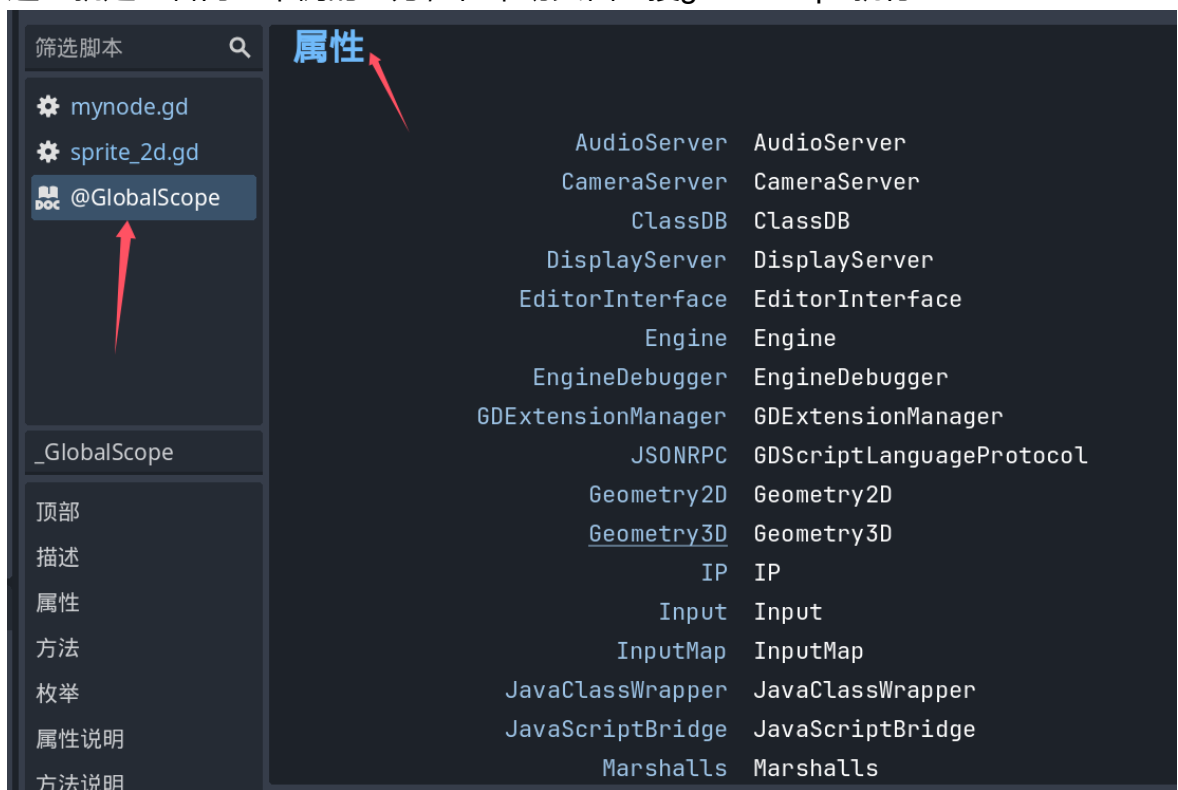 筛选脚本
mynode.gd
sprite_2d.gd
DOC @GlobalScope
_GlobalScope
顶部
描述
属性
方法
枚举
属性说明
方法说明
属性
AudioServer AudioServer
CameraServer CameraServer
ClassDB ClassDB
DisplayServer DisplayServer
EditorInterface EditorInterface
Engine Engine
EngineDebugger EngineDebugger
GDExtensionManager GDExtensionManager
JSONRPC GDScriptLanguageProtocol
Geometry2D Geometry2D
Geometry3D Geometry3D
IP IP
Input Input
InputMap InputMap
JavaClassWrapper JavaClassWrapper
JavaScriptBridge JavaScriptBridge
Marshalls Marshalls